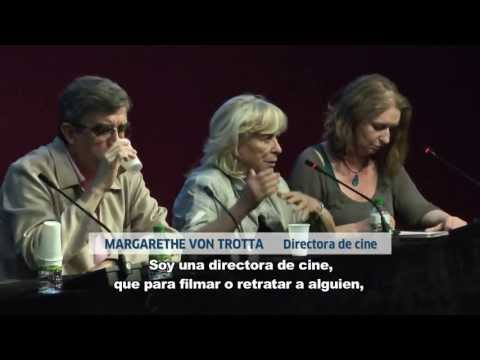 MARGARETHE VON TROTTA Directora de cine
Soy una directora de cine,
que para filmar o retratar a alguien,